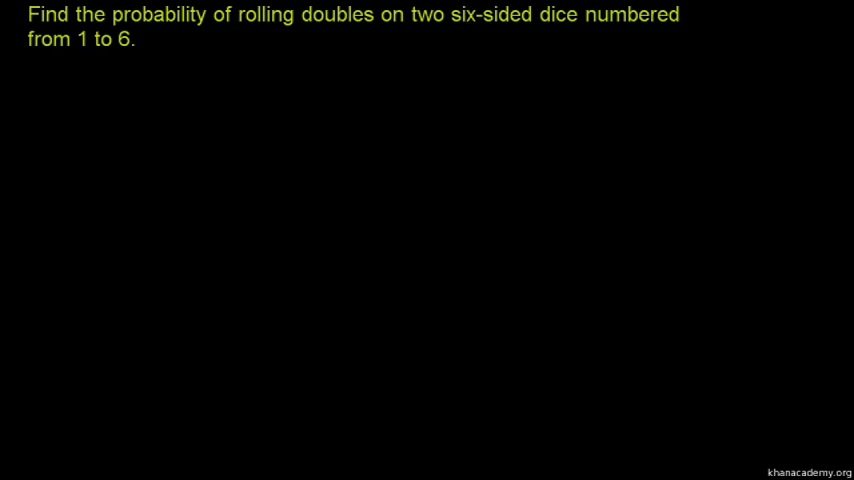 Find the probability of rolling doubles on two six-sided dice numbered
from 1 to 6.
khanacademy.org